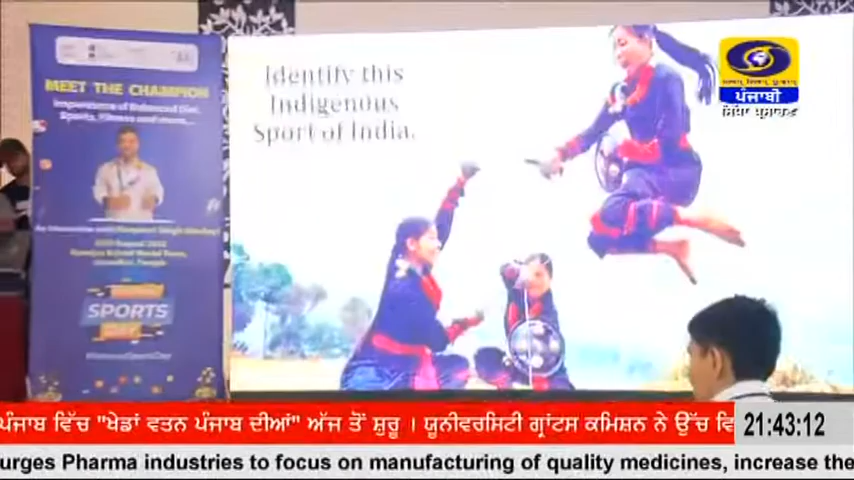 MEET THE CHAMPION
Importance of Balanced Diet,
Sports, Fitness and more...
SPORTS
DAY
Identify this
Indigenous
Sport of India.
ਪੰਜਾਬੀ
ਪੰਜਾਬ ਵਿੱਚ "ਖੇਡਾਂ ਵਤਨ ਪੰਜਾਬ ਦੀਆਂ" ਅੱਜ ਤੋਂ ਸ਼ੁਰੂ । ਯੂਨੀਵਰਸਿਟੀ ਗ੍ਰਾਂਟਸ ਕਮਿਸ਼ਨ ਨੇ ਉੱਚ ਵਿ
21:43:12
urges Pharma industries to focus on manufacturing of quality medicines, increase the